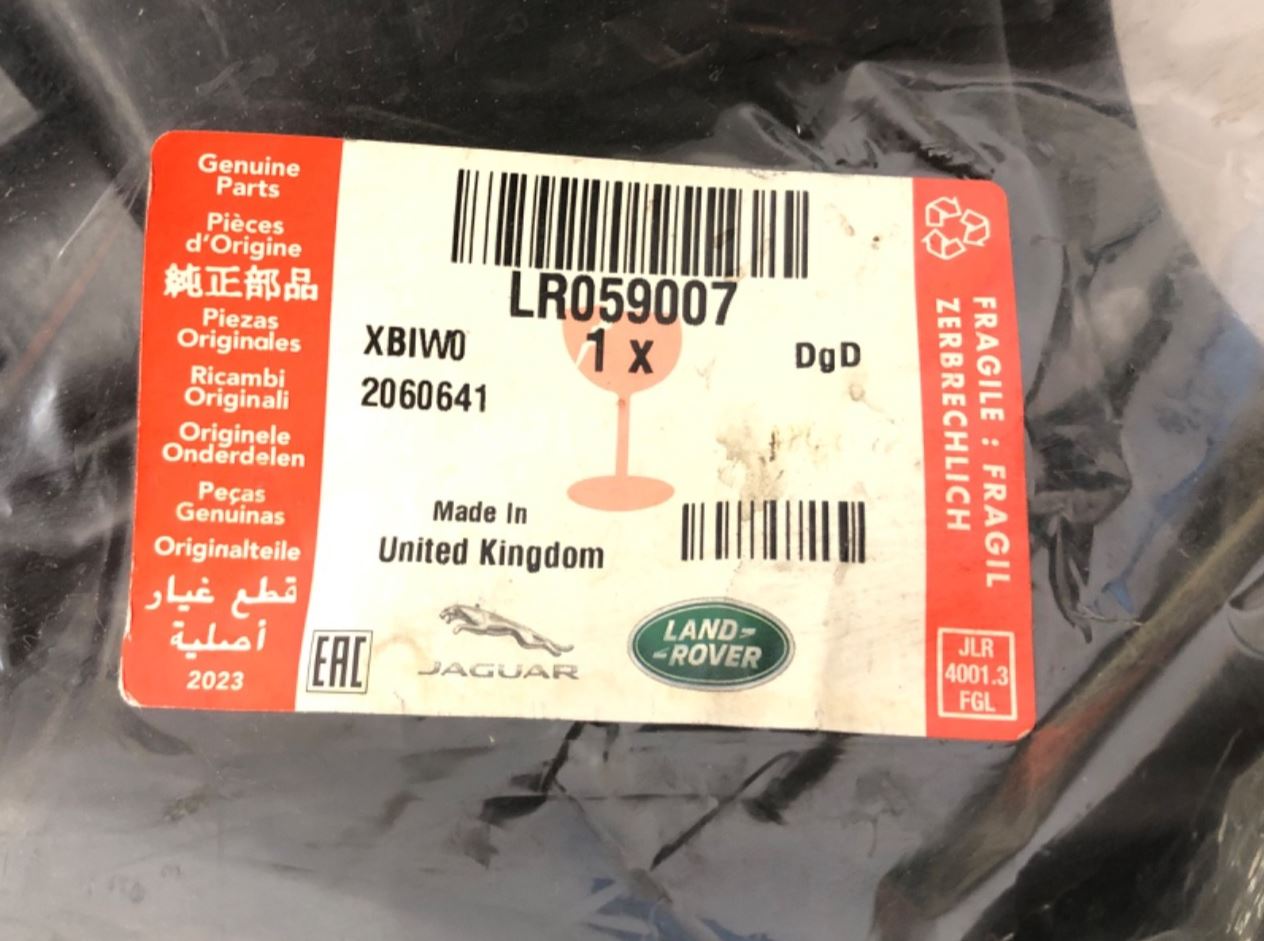 Genuine
Parts
Pièces
d'Origine
純正部品
Piezas
Originales
Ricambi
Originali
Originele
Onderdelen
Peças
Genuinas
Originalteile
قطع غيار
أصلية
2023
LR059007
XBIW0
1 x
DgD
2060641
Made In
United Kingdom
EAC
JAGUAR
LAND-
-ROVER
FRAGILE : FRAGIL
ZERBRECHLICH
JLR
4001.3
FGL